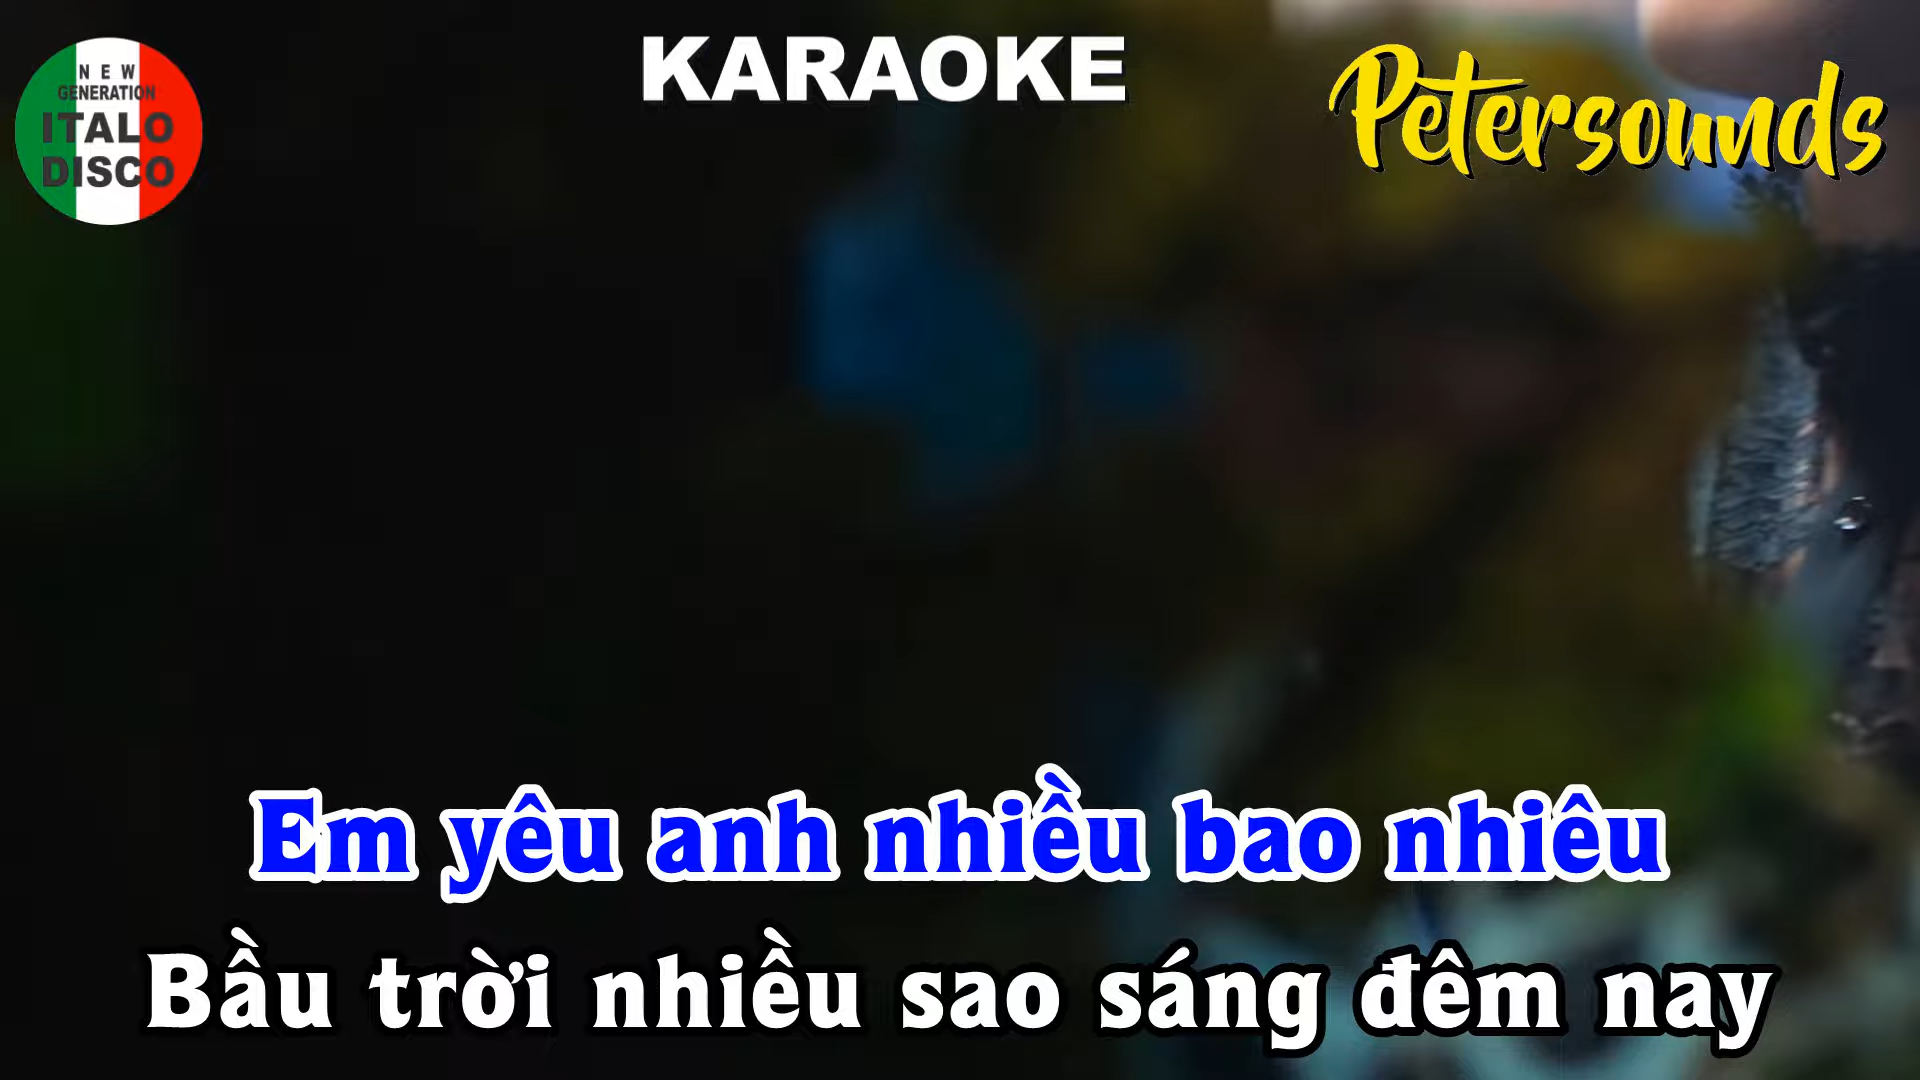 NEW
GENERATION
ITALO
DISCO
KARAOKE
Petersounds
Em yêu anh nhiều bao nhiêu
Bầu trời nhiều sao sáng đêm nay